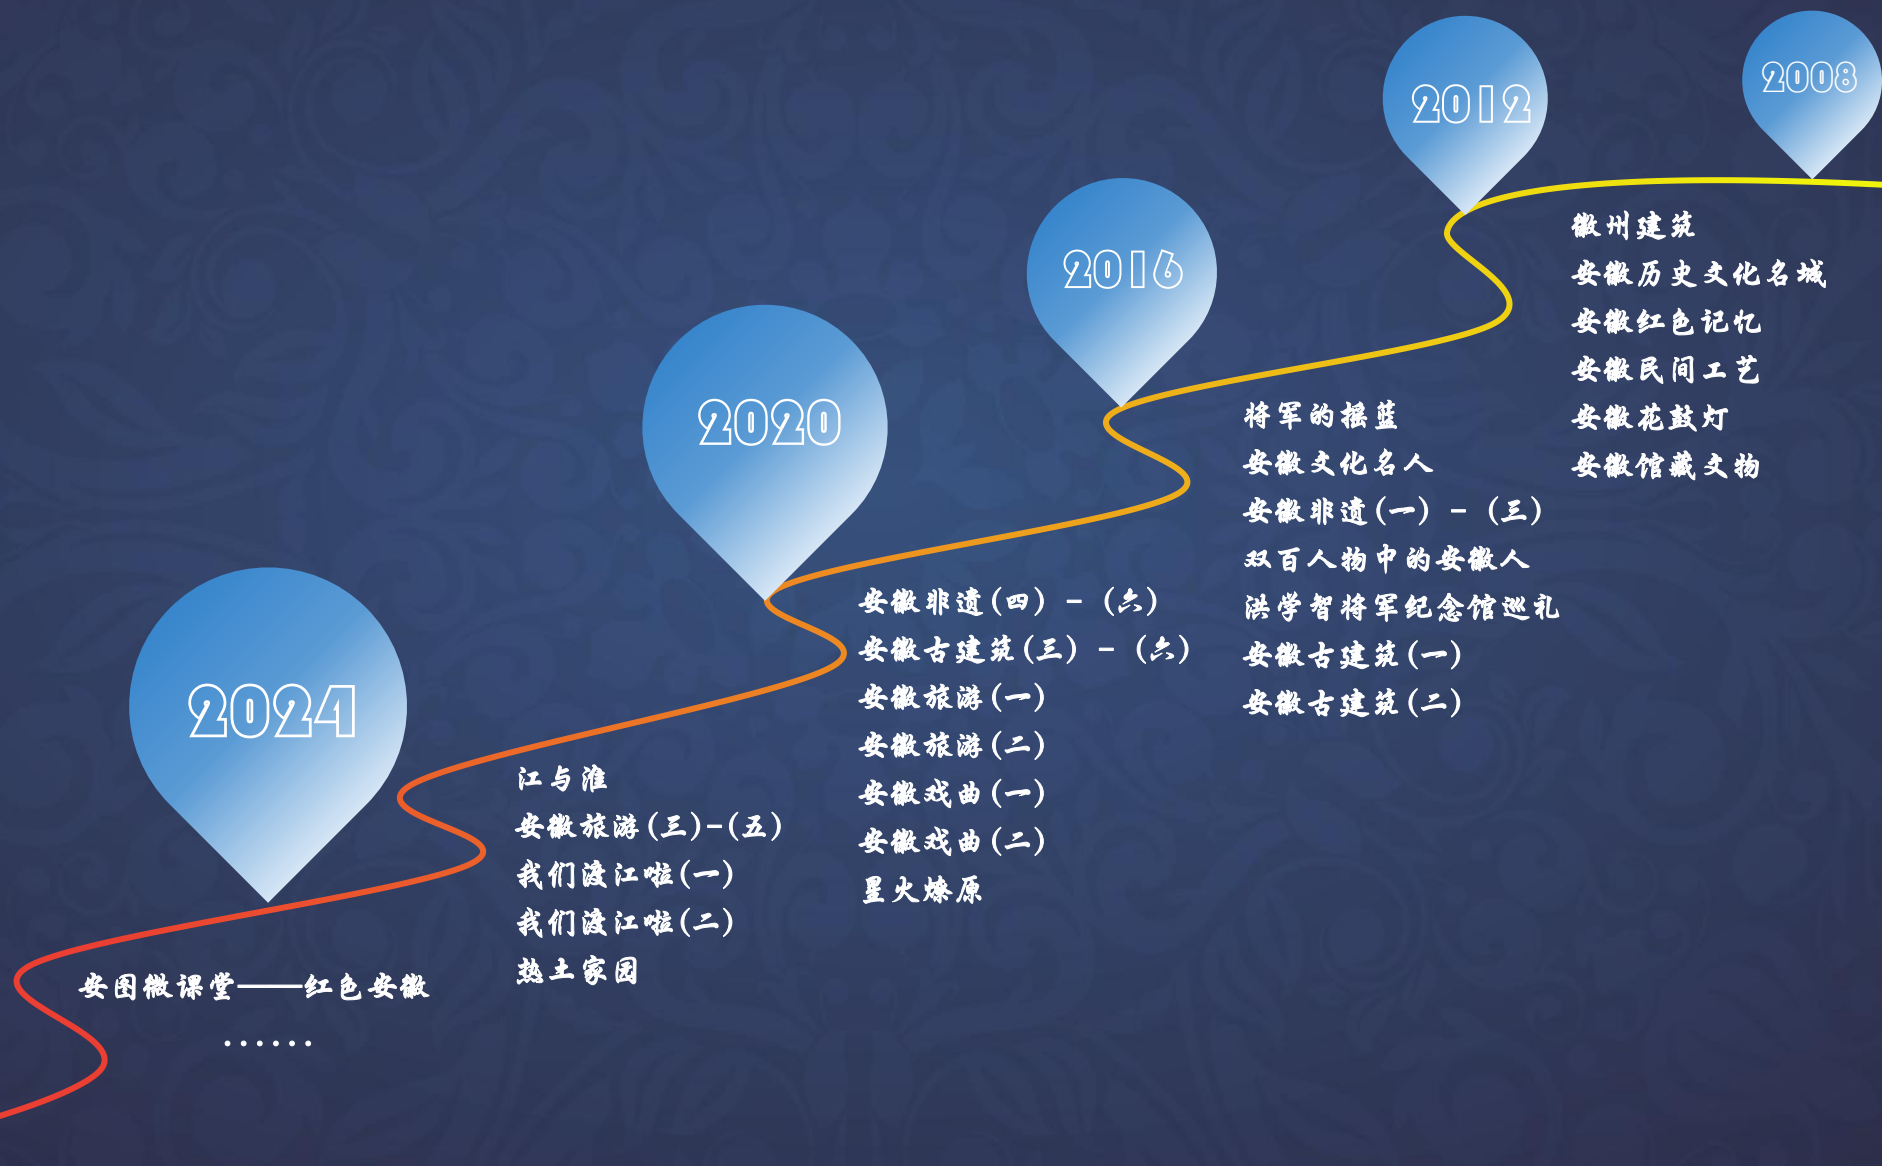 2008
徽州建筑
安徽历史文化名城
安徽红色记忆
安徽民间工艺
安徽花鼓灯
安徽馆藏文物
2012
将军的摇篮
安徽文化名人
安徽非遗(一) - (三)
双百人物中的安徽人
洪学智将军纪念馆巡礼
安徽古建筑(一)
安徽古建筑(二)
2016
安徽非遗(四) - (六)
安徽古建筑(三) - (六)
安徽旅游(一)
安徽旅游(二)
安徽戏曲(一)
安徽戏曲(二)
星火燎原
2020
江与淮
安徽旅游(三)-(五)
我们渡江啦(一)
我们渡江啦(二)
热土家园
2024
安图微课堂——红色安徽
......